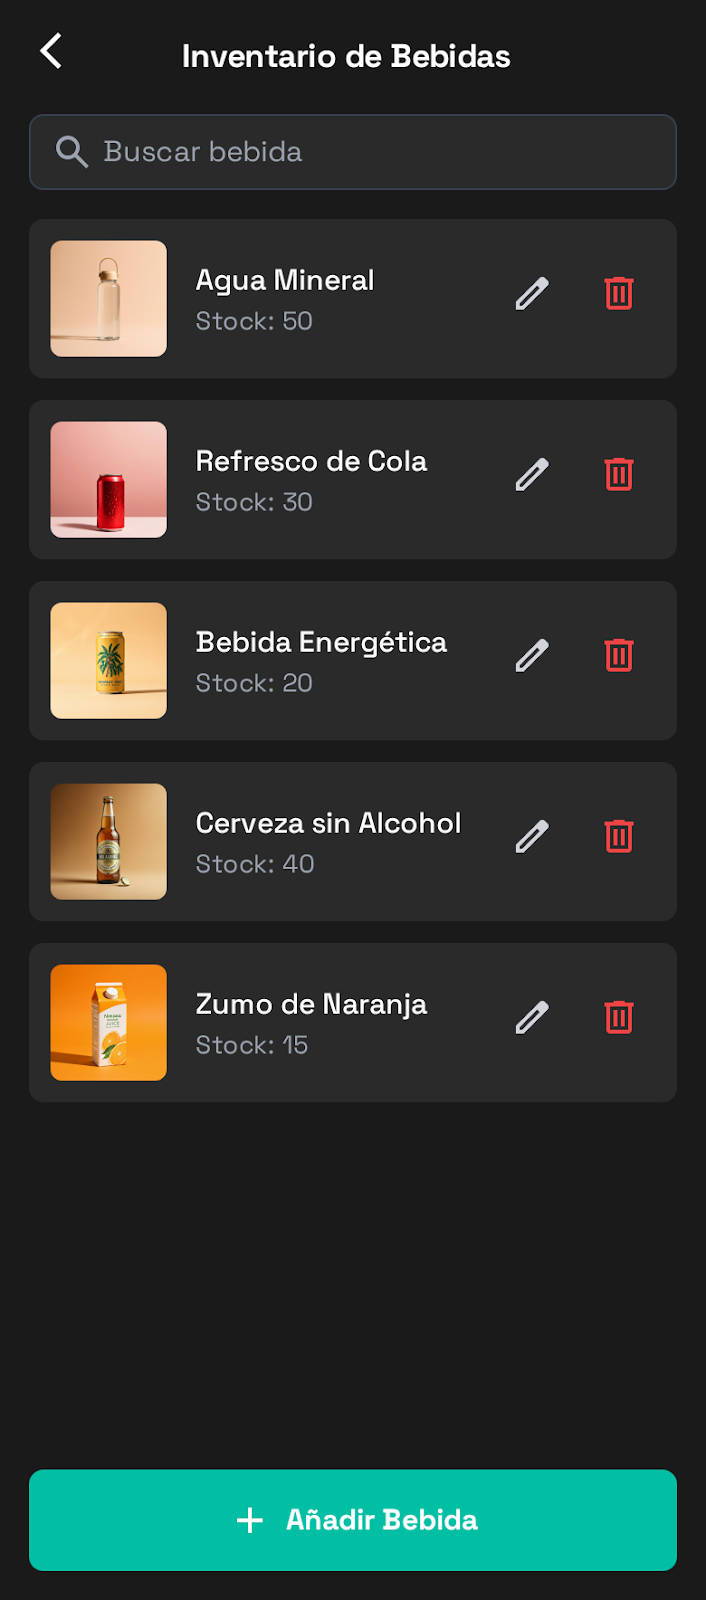 Inventario de Bebidas
Buscar bebida
Agua Mineral
Stock: 50
Refresco de Cola
Stock: 30
Bebida Energética
Stock: 20
Cerveza sin Alcohol
Stock: 40
Zumo de Naranja
Stock: 15
Añadir Bebida